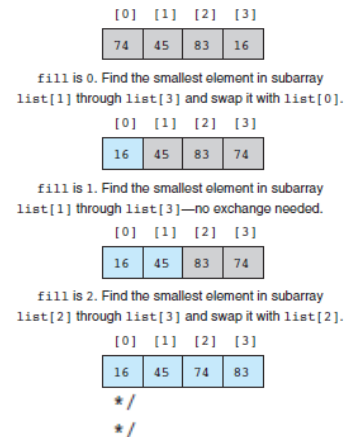 [0] [1] [2] [3]
74 45 83 16
fill is 0. Find the smallest element in subarray
list[1] through list[3] and swap it with list[0].
[0] [1] [2] [3]
16 45 83 74
fill is 1. Find the smallest element in subarray
list[1] through list[3]—no exchange needed.
[0] [1] [2] [3]
16 45 83 74
fill is 2. Find the smallest element in subarray
list[2] through list[3] and swap it with list[2].
[0] [1] [2] [3]
16 45 74 83
*/
*/